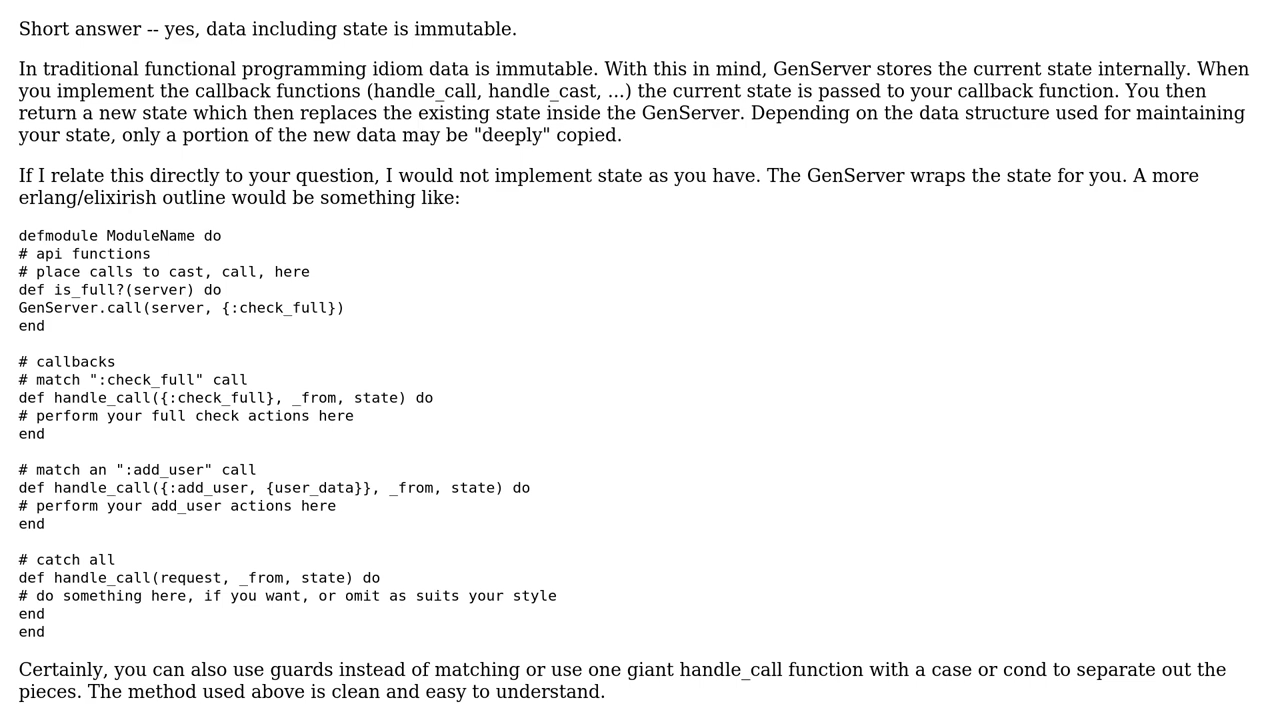 Short answer -- yes, data including state is immutable.
In traditional functional programming idiom data is immutable. With this in mind, GenServer stores the current state internally. When
you implement the callback functions (handle_call, handle_cast, ...) the current state is passed to your callback function. You then
return a new state which then replaces the existing state inside the GenServer. Depending on the data structure used for maintaining
your state, only a portion of the new data may be "deeply" copied.
If I relate this directly to your question, I would not implement state as you have. The GenServer wraps the state for you. A more
erlang/elixirish outline would be something like:
defmodule ModuleName do
# api functions
# place calls to cast, call, here
def is_full?(server) do
GenServer.call(server, {:check_full})
end
# callbacks
# match ":check_full" call
def handle_call({:check_full}, _from, state) do
# perform your full check actions here
end
# match an ":add_user" call
def handle_call({:add_user, {user_data}}, _from, state) do
# perform your add_user actions here
end
# catch all
def handle_call(request, _from, state) do
# do something here, if you want, or omit as suits your style
end
end
Certainly, you can also use guards instead of matching or use one giant handle_call function with a case or cond to separate out the
pieces. The method used above is clean and easy to understand.